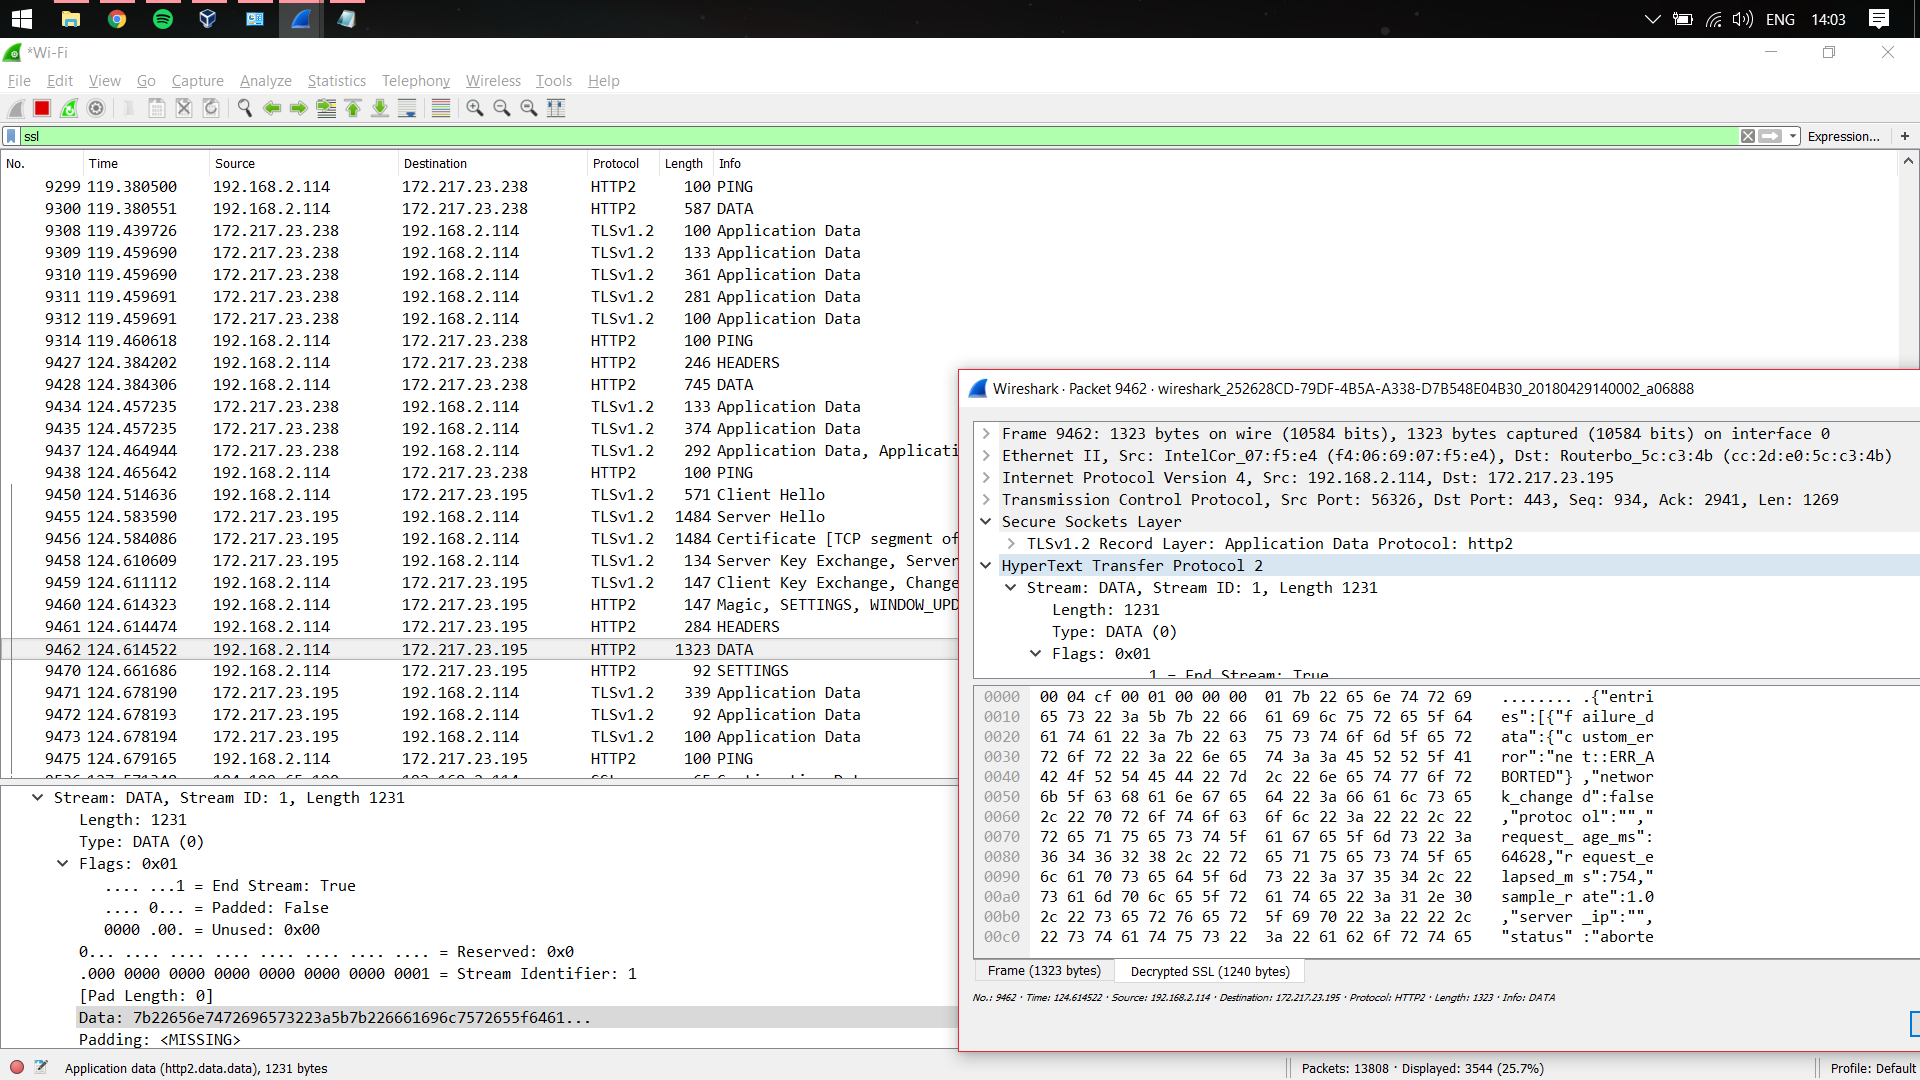 ENG 14:03
*Wi-Fi
File Edit View Go Capture Analyze Statistics Telephony Wireless Tools Help
ssl Expression... +
No. Time Source Destination Protocol Length Info
9299 119.380500 192.168.2.114 172.217.23.238 HTTP2 100 PING
9300 119.380551 192.168.2.114 172.217.23.238 HTTP2 587 DATA
9308 119.439726 172.217.23.238 192.168.2.114 TLSv1.2 100 Application Data
9309 119.459690 172.217.23.238 192.168.2.114 TLSv1.2 133 Application Data
9310 119.459690 172.217.23.238 192.168.2.114 TLSv1.2 361 Application Data
9311 119.459691 172.217.23.238 192.168.2.114 TLSv1.2 281 Application Data
9312 119.459691 172.217.23.238 192.168.2.114 TLSv1.2 100 Application Data
9314 119.460618 192.168.2.114 172.217.23.238 HTTP2 100 PING
9427 124.384202 192.168.2.114 172.217.23.238 HTTP2 246 HEADERS
9428 124.384306 192.168.2.114 172.217.23.238 HTTP2 745 DATA
9434 124.457235 172.217.23.238 192.168.2.114 TLSv1.2 133 Application Data
9435 124.457235 172.217.23.238 192.168.2.114 TLSv1.2 374 Application Data
9437 124.464944 172.217.23.238 192.168.2.114 TLSv1.2 292 Application Data, Applicati
9438 124.465642 192.168.2.114 172.217.23.238 HTTP2 100 PING
9450 124.514636 192.168.2.114 172.217.23.195 TLSv1.2 571 Client Hello
9455 124.583590 172.217.23.195 192.168.2.114 TLSv1.2 1484 Server Hello
9456 124.584086 172.217.23.195 192.168.2.114 TLSv1.2 1484 Certificate [TCP segment of
9458 124.610609 172.217.23.195 192.168.2.114 TLSv1.2 134 Server Key Exchange, Server
9459 124.611112 192.168.2.114 172.217.23.195 TLSv1.2 147 Client Key Exchange, Change
9460 124.614323 192.168.2.114 172.217.23.195 HTTP2 147 Magic, SETTINGS, WINDOW_UPD
9461 124.614474 192.168.2.114 172.217.23.195 HTTP2 284 HEADERS
9462 124.614522 192.168.2.114 172.217.23.195 HTTP2 1323 DATA
9470 124.661686 192.168.2.114 172.217.23.195 HTTP2 92 SETTINGS
9471 124.678190 172.217.23.195 192.168.2.114 TLSv1.2 339 Application Data
9472 124.678193 172.217.23.195 192.168.2.114 TLSv1.2 92 Application Data
9473 124.678194 172.217.23.195 192.168.2.114 TLSv1.2 100 Application Data
9475 124.679165 192.168.2.114 172.217.23.195 HTTP2 100 PING
Stream: DATA, Stream ID: 1, Length 1231
Length: 1231
Type: DATA (0)
Flags: 0x01
.... ...1 = End Stream: True
.... 0... = Padded: False
0000 .00. = Unused: 0x00
0... .... .... .... .... .... .... .... = Reserved: 0x0
.000 0000 0000 0000 0000 0000 0000 0001 = Stream Identifier: 1
[Pad Length: 0]
Data: 7b22656e7472696573223a5b7b226661696c7572655f6461...
Padding: <MISSING>
Wireshark · Packet 9462 · wireshark_252628CD-79DF-4B5A-A338-D7B548E04B30_20180429140002_a06888
Frame 9462: 1323 bytes on wire (10584 bits), 1323 bytes captured (10584 bits) on interface 0
Ethernet II, Src: IntelCor_07:f5:e4 (f4:06:69:07:f5:e4), Dst: Routerbo_5c:c3:4b (cc:2d:e0:5c:c3:4b)
Internet Protocol Version 4, Src: 192.168.2.114, Dst: 172.217.23.195
Transmission Control Protocol, Src Port: 56326, Dst Port: 443, Seq: 934, Ack: 2941, Len: 1269
Secure Sockets Layer
TLSv1.2 Record Layer: Application Data Protocol: http2
HyperText Transfer Protocol 2
Stream: DATA, Stream ID: 1, Length 1231
Length: 1231
Type: DATA (0)
Flags: 0x01
1 = End Stream: True
0000 00 04 cf 00 01 00 00 00 01 7b 22 65 6e 74 72 69 ........ .{"entri
0010 65 73 22 3a 5b 7b 22 66 61 69 6c 75 72 65 5f 64 es":[{"f ailure_d
0020 61 74 61 22 3a 7b 22 63 75 73 74 6f 6d 5f 65 72 ata":{"c ustom_er
0030 72 6f 72 22 3a 22 6e 65 74 3a 3a 45 52 52 5f 41 ror":"ne t::ERR_A
0040 42 4f 52 54 45 44 22 7d 2c 22 6e 65 74 77 6f 72 BORTED"} ,"networ
0050 6b 5f 63 68 61 6e 67 65 64 22 3a 66 61 6c 73 65 k_change d":false
0060 2c 22 70 72 6f 74 6f 63 6f 6c 22 3a 22 22 2c 22 ,"protoc ol":"","
0070 72 65 71 75 65 73 74 5f 61 67 65 5f 6d 73 22 3a request_ age_ms":
0080 36 34 36 32 38 2c 22 72 65 71 75 65 73 74 5f 65 64628,"r equest_e
0090 6c 61 70 73 65 64 5f 6d 73 22 3a 37 35 34 2c 22 lapsed_m s":754,"
00a0 73 61 6d 70 6c 65 5f 72 61 74 65 22 3a 31 2e 30 sample_r ate":1.0
00b0 2c 22 73 65 72 76 65 72 5f 69 70 22 3a 22 22 2c ,"server _ip":"",
00c0 22 73 74 61 74 75 73 22 3a 22 61 62 6f 72 74 65 "status" :"aborte
Frame (1323 bytes) Decrypted SSL (1240 bytes)
No.: 9462 · Time: 124.614522 · Source: 192.168.2.114 · Destination: 172.217.23.195 · Protocol: HTTP2 · Length: 1323 · Info: DATA
Application data (http2.data.data), 1231 bytes Packets: 13808 · Displayed: 3544 (25.7%) Profile: Default